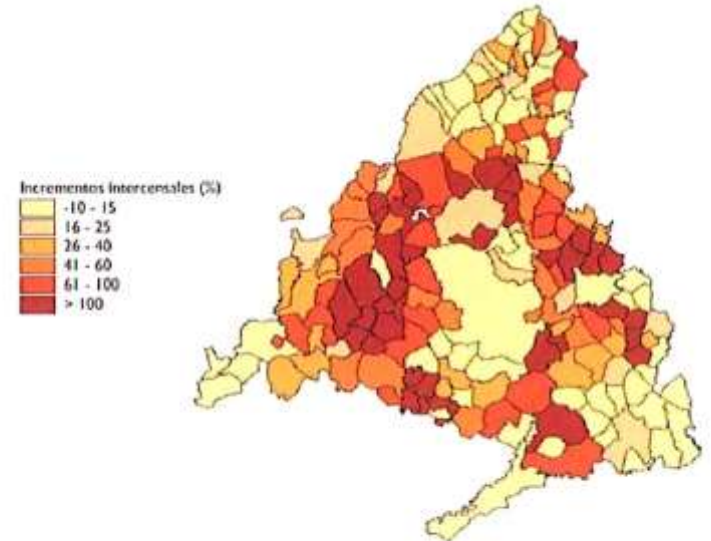 Incrementos intercensales (%)
-10 - 15
16 - 25
26 - 40
41 - 60
61 - 100
> 100